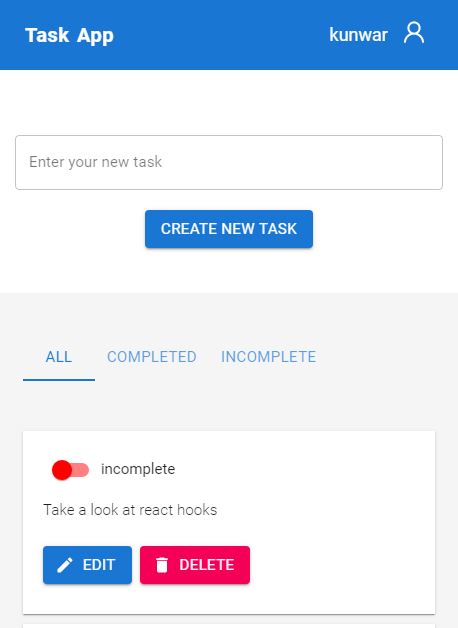 Task App kunwar
Enter your new task
CREATE NEW TASK
ALL COMPLETED INCOMPLETE
incomplete
Take a look at react hooks
EDIT DELETE